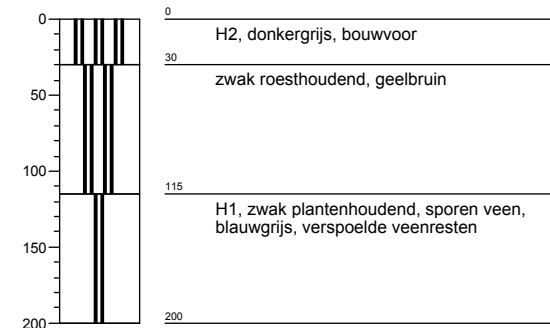 0
0
H2, donkergrijs, bouwvoor
30
zwak roesthoudend, geelbruin
50
100
115
H1, zwak plantenhoudend, sporen veen,
blauwgrijs, verspoelde veenresten
150
200
200